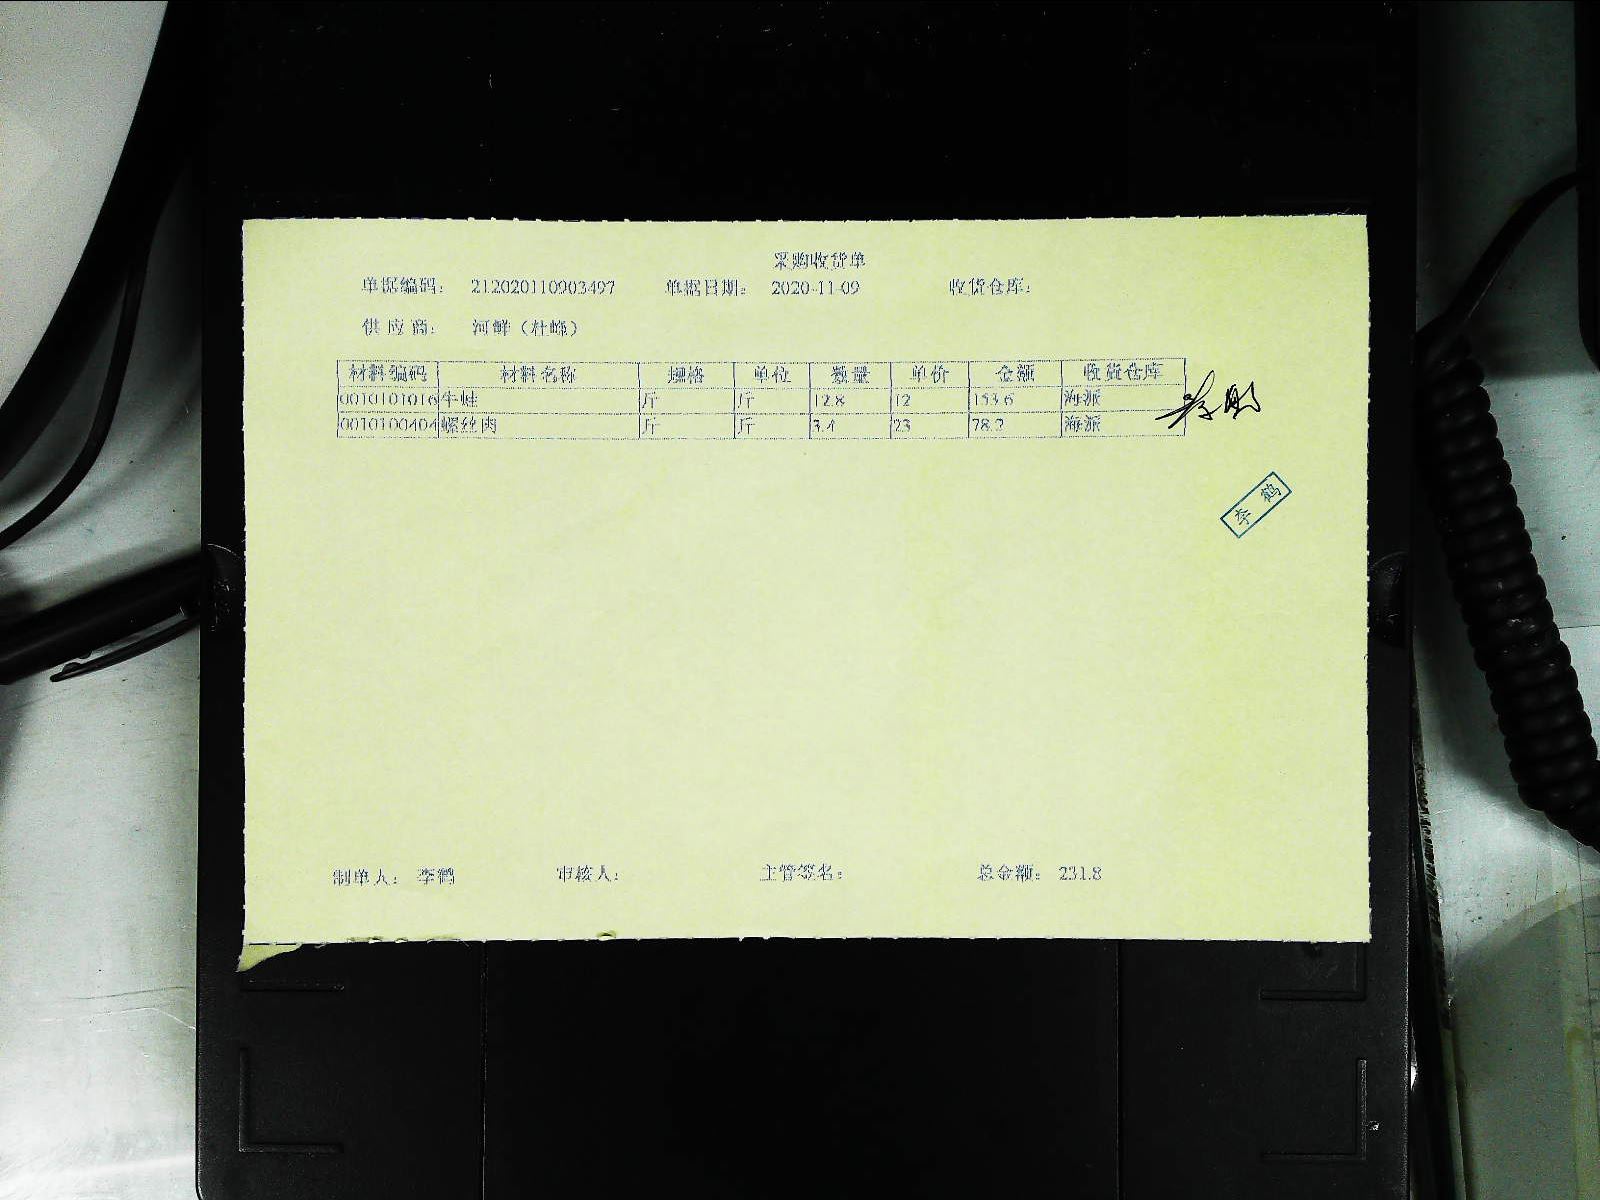 采购收货单
单据编码： 212020110903497 单据日期： 2020-11-09 收货仓库：
供应商： 河鲜（杜峰）
材料编码 材料名称 规格 单位 数量 单价 金额 收货仓库
0010101016 牛蛙 斤 斤 12.8 12 153.6 海派
0010100404 螺丝肉 斤 斤 3.4 23 78.2 海派
李鹤
制单人： 李鹤 审核人： 主管签名： 总金额： 231.8